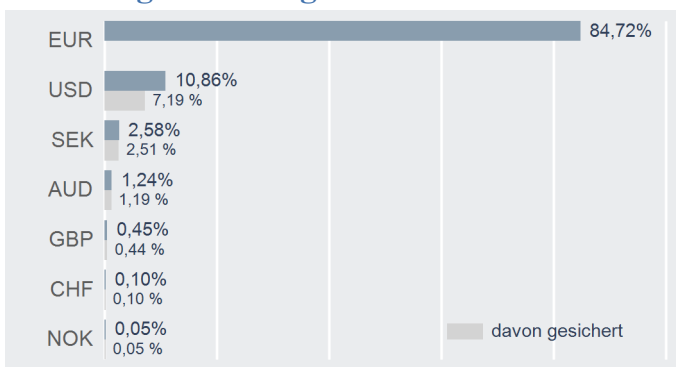 EUR 84,72%
USD 10,86%
7,19 %
SEK 2,58%
2,51 %
AUD 1,24%
1,19 %
GBP 0,45%
0,44 %
CHF 0,10%
0,10 %
NOK 0,05%
0,05 %
davon gesichert